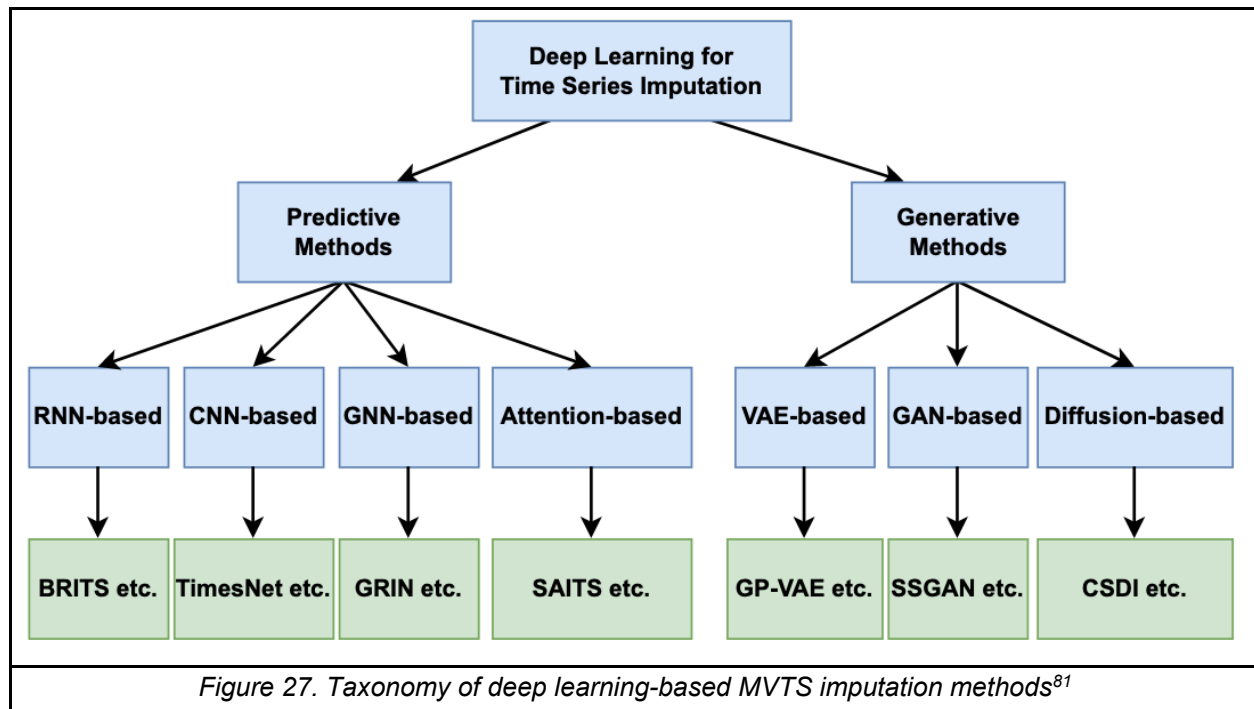 Deep Learning for
Time Series Imputation
Predictive
Methods
Generative
Methods
RNN-based
CNN-based
GNN-based
Attention-based
VAE-based
GAN-based
Diffusion-based
BRITS etc.
TimesNet etc.
GRIN etc.
SAITS etc.
GP-VAE etc.
SSGAN etc.
CSDI etc.
Figure 27. Taxonomy of deep learning-based MVTS imputation methods81